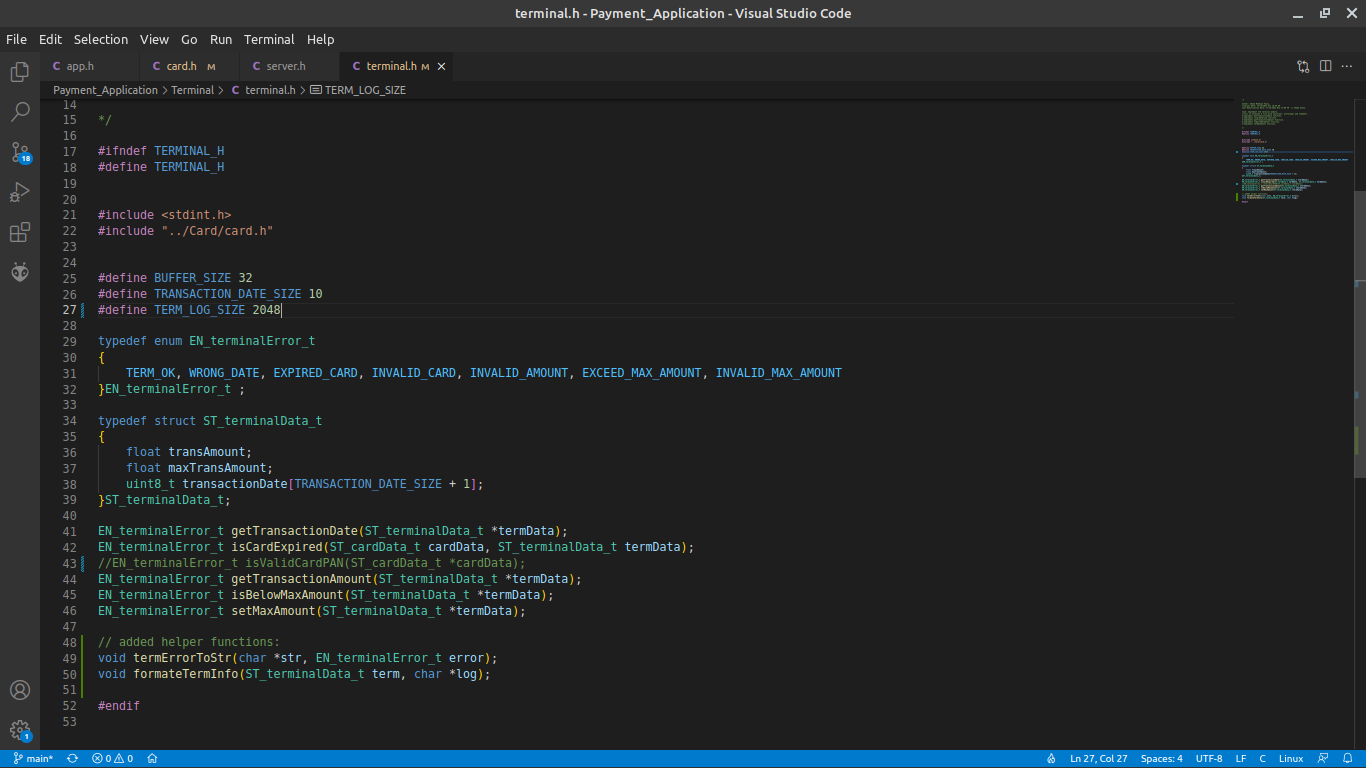 terminal.h - Payment_Application - Visual Studio Code
File Edit Selection View Go Run Terminal Help
C app.h C card.h M C server.h C terminal.h M
Payment_Application > Terminal > C terminal.h > TERM_LOG_SIZE
14
15 */
16
17 #ifndef TERMINAL_H
18 #define TERMINAL_H
19
20
21 #include <stdint.h>
22 #include "../Card/card.h"
23
24
25 #define BUFFER_SIZE 32
26 #define TRANSACTION_DATE_SIZE 10
27 #define TERM_LOG_SIZE 2048
28
29 typedef enum EN_terminalError_t
30 {
31 TERM_OK, WRONG_DATE, EXPIRED_CARD, INVALID_CARD, INVALID_AMOUNT, EXCEED_MAX_AMOUNT, INVALID_MAX_AMOUNT
32 }EN_terminalError_t ;
33
34 typedef struct ST_terminalData_t
35 {
36 float transAmount;
37 float maxTransAmount;
38 uint8_t transactionDate[TRANSACTION_DATE_SIZE + 1];
39 }ST_terminalData_t;
40
41 EN_terminalError_t getTransactionDate(ST_terminalData_t *termData);
42 EN_terminalError_t isCardExpired(ST_cardData_t cardData, ST_terminalData_t termData);
43 //EN_terminalError_t isValidCardPAN(ST_cardData_t *cardData);
44 EN_terminalError_t getTransactionAmount(ST_terminalData_t *termData);
45 EN_terminalError_t isBelowMaxAmount(ST_terminalData_t *termData);
46 EN_terminalError_t setMaxAmount(ST_terminalData_t *termData);
47
48 // added helper functions:
49 void termErrorToStr(char *str, EN_terminalError_t error);
50 void formateTermInfo(ST_terminalData_t term, char *log);
51
52 #endif
53
18
1
main* 0 0 Ln 27, Col 27 Spaces: 4 UTF-8 LF C Linux